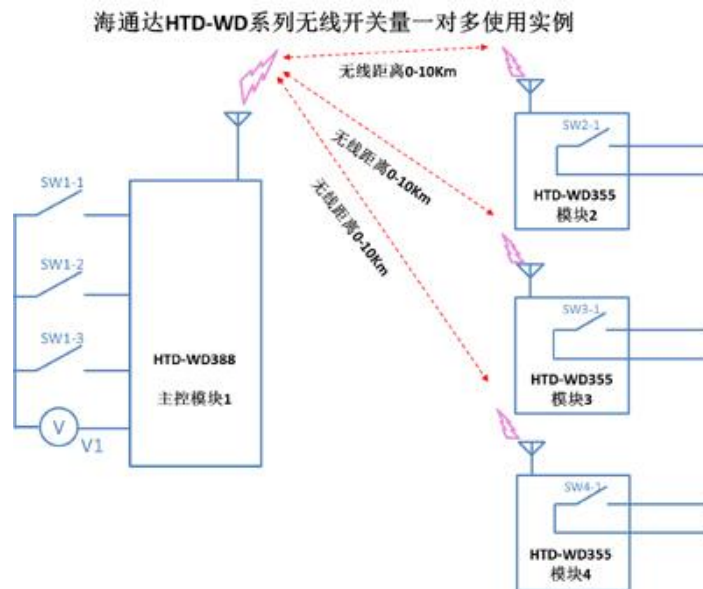 海通达HTD-WD系列无线开关量一对多使用实例
无线距离0-10Km
无线距离0-10Km
无线距离0-10Km
SW1-1
SW1-2
SW1-3
V
V1
HTD-WD388
主控模块1
SW2-1
HTD-WD355
模块2
SW3-1
HTD-WD355
模块3
SW4-1
HTD-WD355
模块4